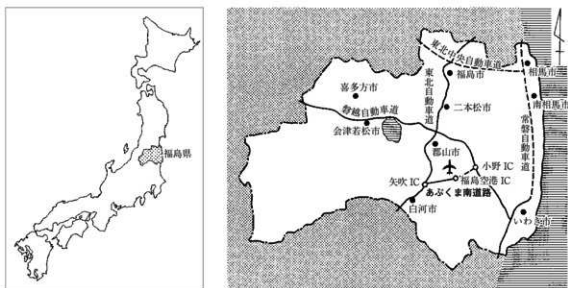 福島県
東北中央自動車道
相馬市
福島市
喜多方市
東北自動車道
南相馬市
二本松市
磐越自動車道
会津若松市
常磐自動車道
郡山市
小野IC
矢吹IC
福島空港IC
あぶくま南道路
白河市
いわき市